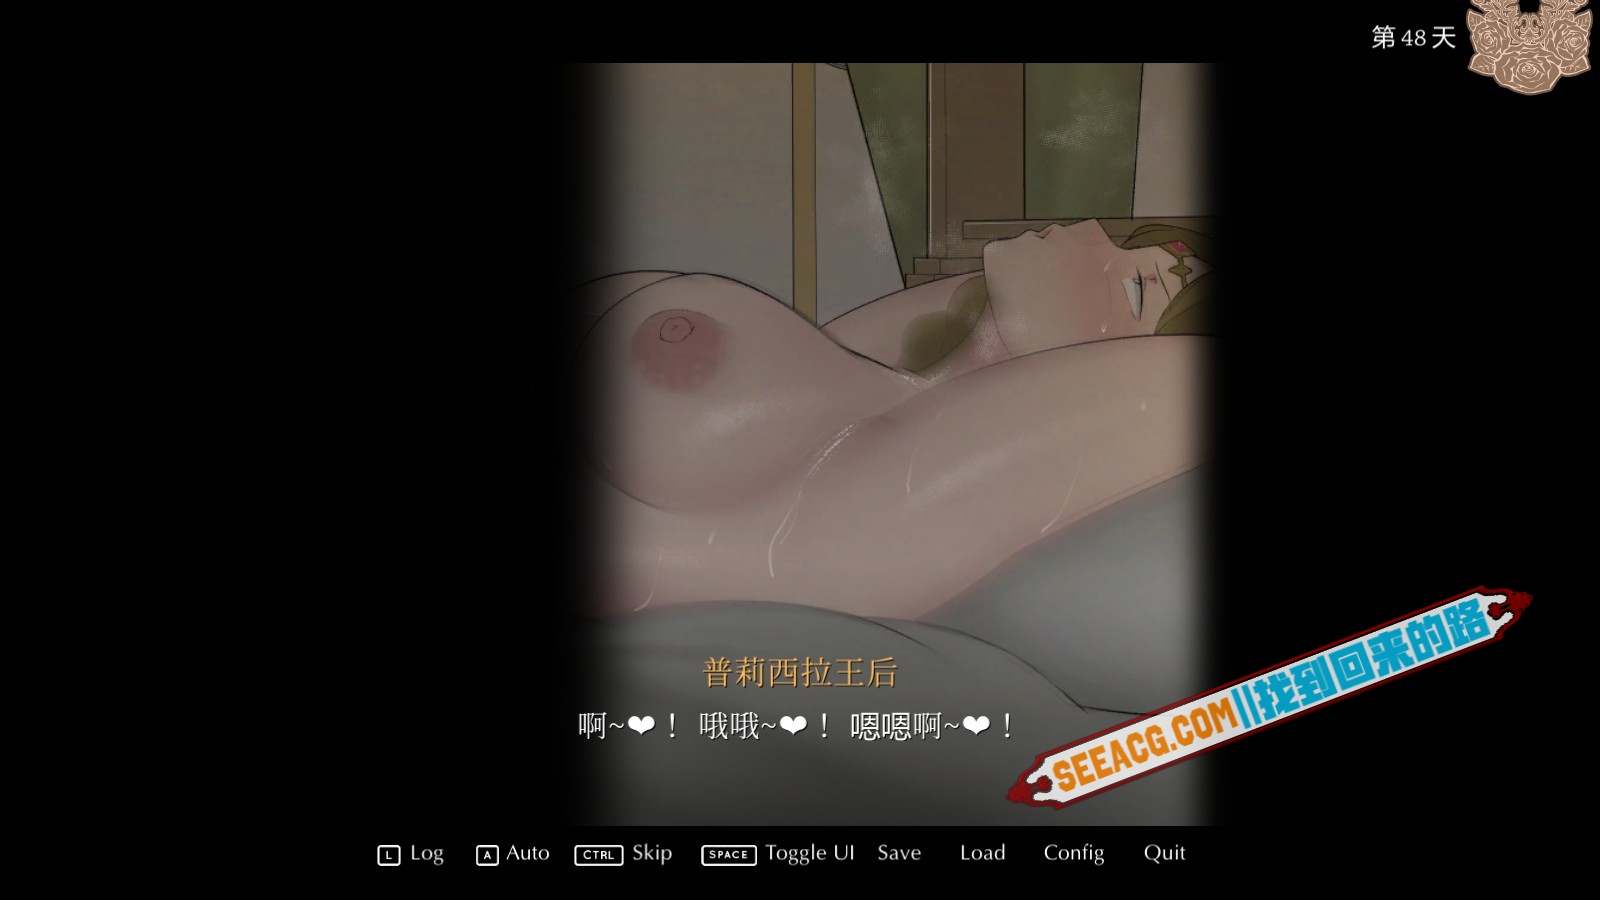 第 48 天
普莉西拉王后
啊~❤！ 哦哦~❤！ 嗯嗯啊~❤！
SEEACG.COM||找到回来的路
L Log A Auto CTRL Skip SPACE Toggle UI Save Load Config Quit